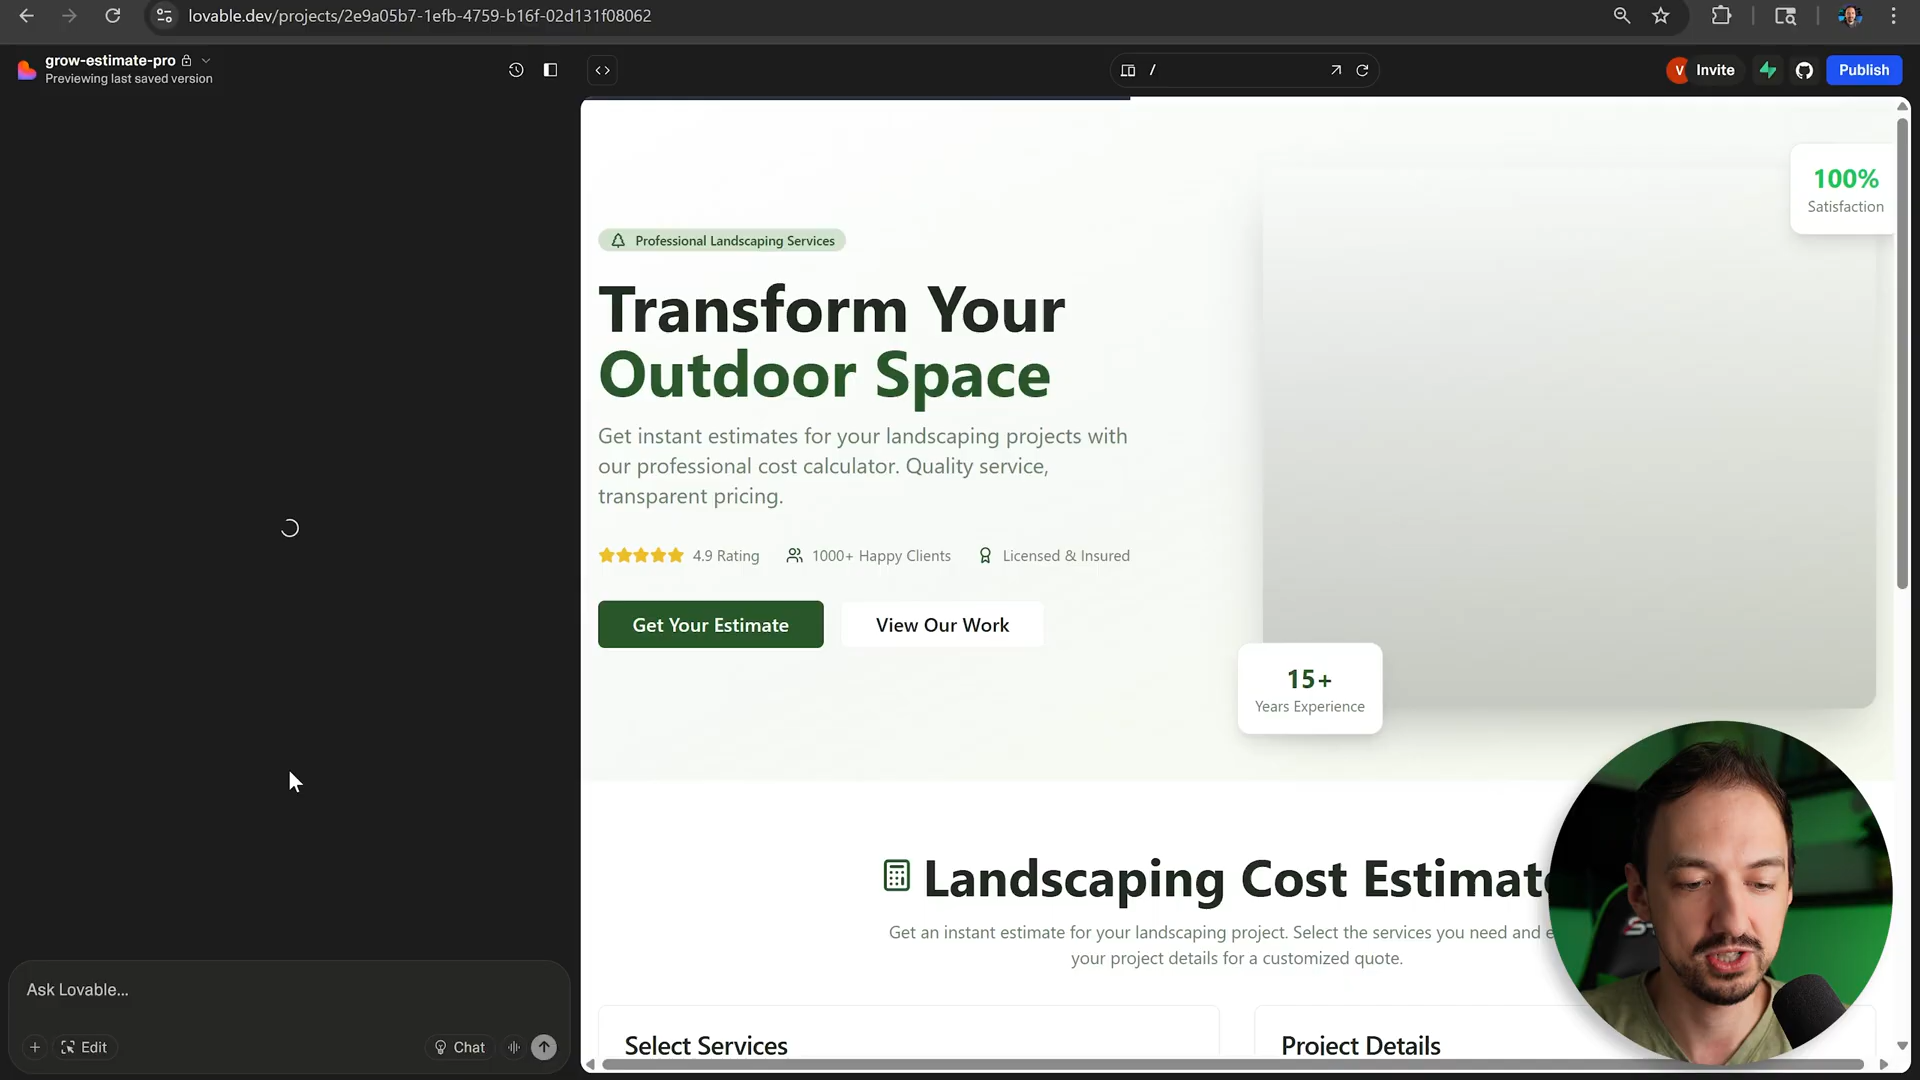 lovable.dev/projects/2e9a05b7-1efb-4759-b16f-02d131f08062
grow-estimate-pro
Previewing last saved version
/
V
Invite
Publish
100%
Satisfaction
Professional Landscaping Services
Transform Your
Outdoor Space
Get instant estimates for your landscaping projects with
our professional cost calculator. Quality service,
transparent pricing.
4.9 Rating
1000+ Happy Clients
Licensed & Insured
Get Your Estimate
View Our Work
15+
Years Experience
Landscaping Cost Estimat
Get an instant estimate for your landscaping project. Select the services you need and e
your project details for a customized quote.
Select Services
Project Details
Ask Lovable...
Edit
Chat